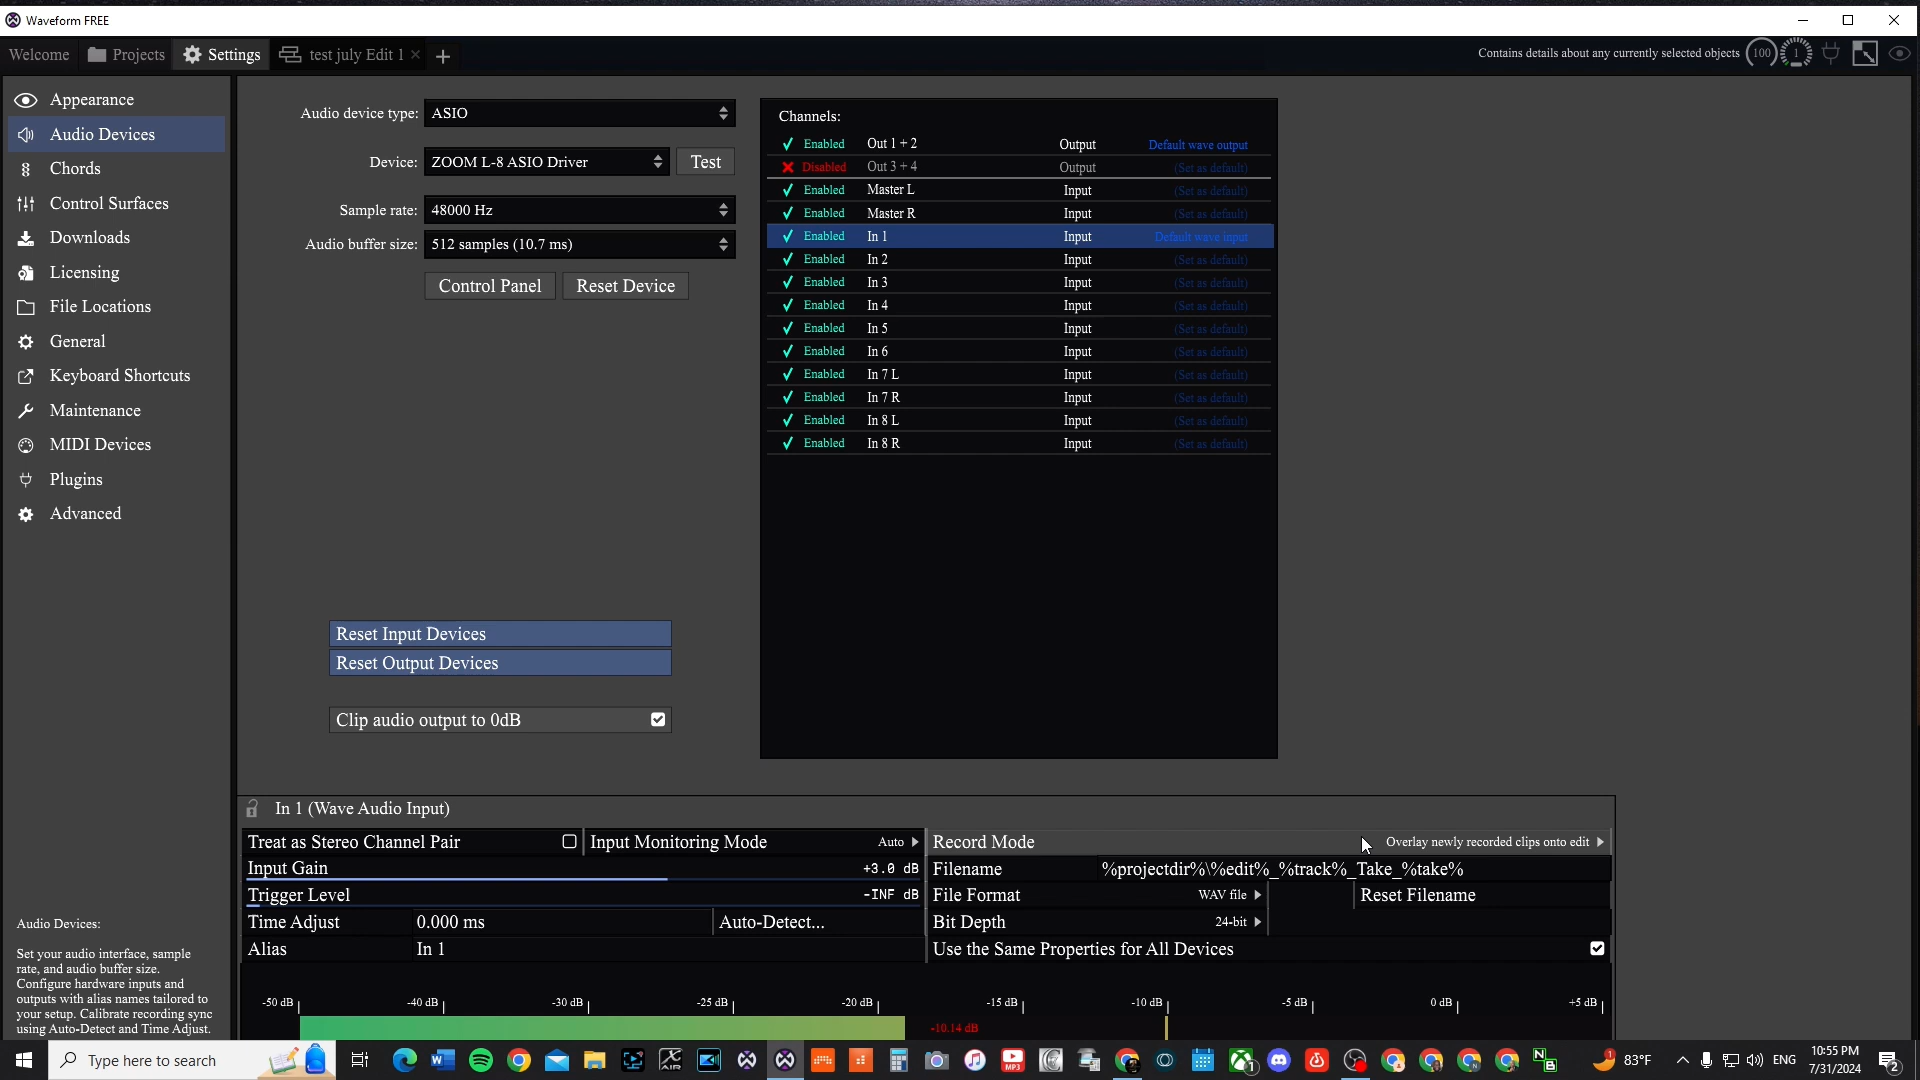 Waveform FREE
Welcome Projects Settings test july Edit 1
Contains details about any currently selected objects 100 1
Appearance
Audio Devices
Chords
Control Surfaces
Downloads
Licensing
File Locations
General
Keyboard Shortcuts
Maintenance
MIDI Devices
Plugins
Advanced
Audio device type: ASIO
Device: ZOOM L-8 ASIO Driver Test
Sample rate: 48000 Hz
Audio buffer size: 512 samples (10.7 ms)
Control Panel Reset Device
Reset Input Devices
Reset Output Devices
Clip audio output to 0dB
Channels:
Enabled Out 1 + 2 Output Default wave output
Disabled Out 3 + 4 Output (Set as default)
Enabled Master L Input (Set as default)
Enabled Master R Input (Set as default)
Enabled In 1 Input Default wave input
Enabled In 2 Input (Set as default)
Enabled In 3 Input (Set as default)
Enabled In 4 Input (Set as default)
Enabled In 5 Input (Set as default)
Enabled In 6 Input (Set as default)
Enabled In 7 L Input (Set as default)
Enabled In 7 R Input (Set as default)
Enabled In 8 L Input (Set as default)
Enabled In 8 R Input (Set as default)
In 1 (Wave Audio Input)
Treat as Stereo Channel Pair Input Monitoring Mode Auto Record Mode Overlay newly recorded clips onto edit
Input Gain +3.0 dB Filename %projectdir%\%edit%_%track%_Take_%take%
Trigger Level -INF dB File Format WAV file Reset Filename
Time Adjust 0.000 ms Auto-Detect... Bit Depth 24-bit
Alias In 1 Use the Same Properties for All Devices
-50 dB -40 dB -30 dB -25 dB -20 dB -15 dB -10 dB -5 dB 0 dB +5 dB
-10.14 dB
Audio Devices:
Set your audio interface, sample
rate, and audio buffer size.
Configure hardware inputs and
outputs with alias names tailored to
your setup. Calibrate recording sync
using Auto-Detect and Time Adjust.
Type here to search
83°F ENG
10:55 PM
7/31/2024